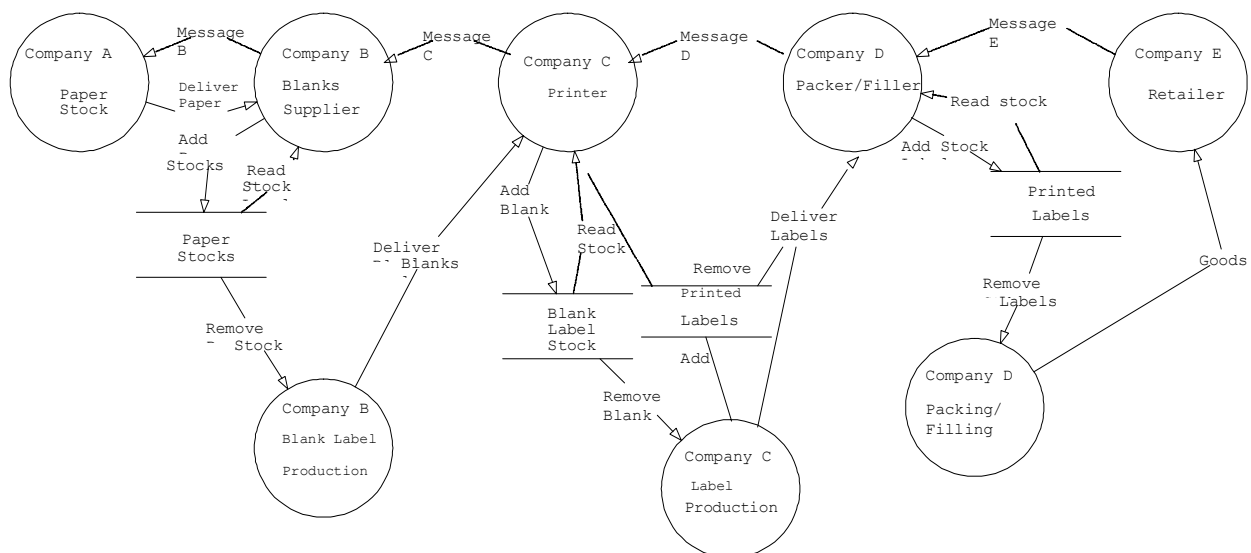 Company A
Paper
Stock
Message
B
Deliver
Paper
Company B
Blanks
Supplier
Message
C
Company C
Printer
Message
D
Company D
Packer/Filler
Message
E
Company E
Retailer
Add
Stocks
Read
Stock
Paper
Stocks
Remove
Stock
Company B
Blank Label
Production
Deliver
Blanks
Add
Blank
Read
Stock
Blank
Label
Stock
Remove
Blank
Remove
Printed
Labels
Add
Company C
Label
Production
Deliver
Labels
Read stock
Add Stock
Printed
Labels
Remove
Labels
Company D
Packing/
Filling
Goods